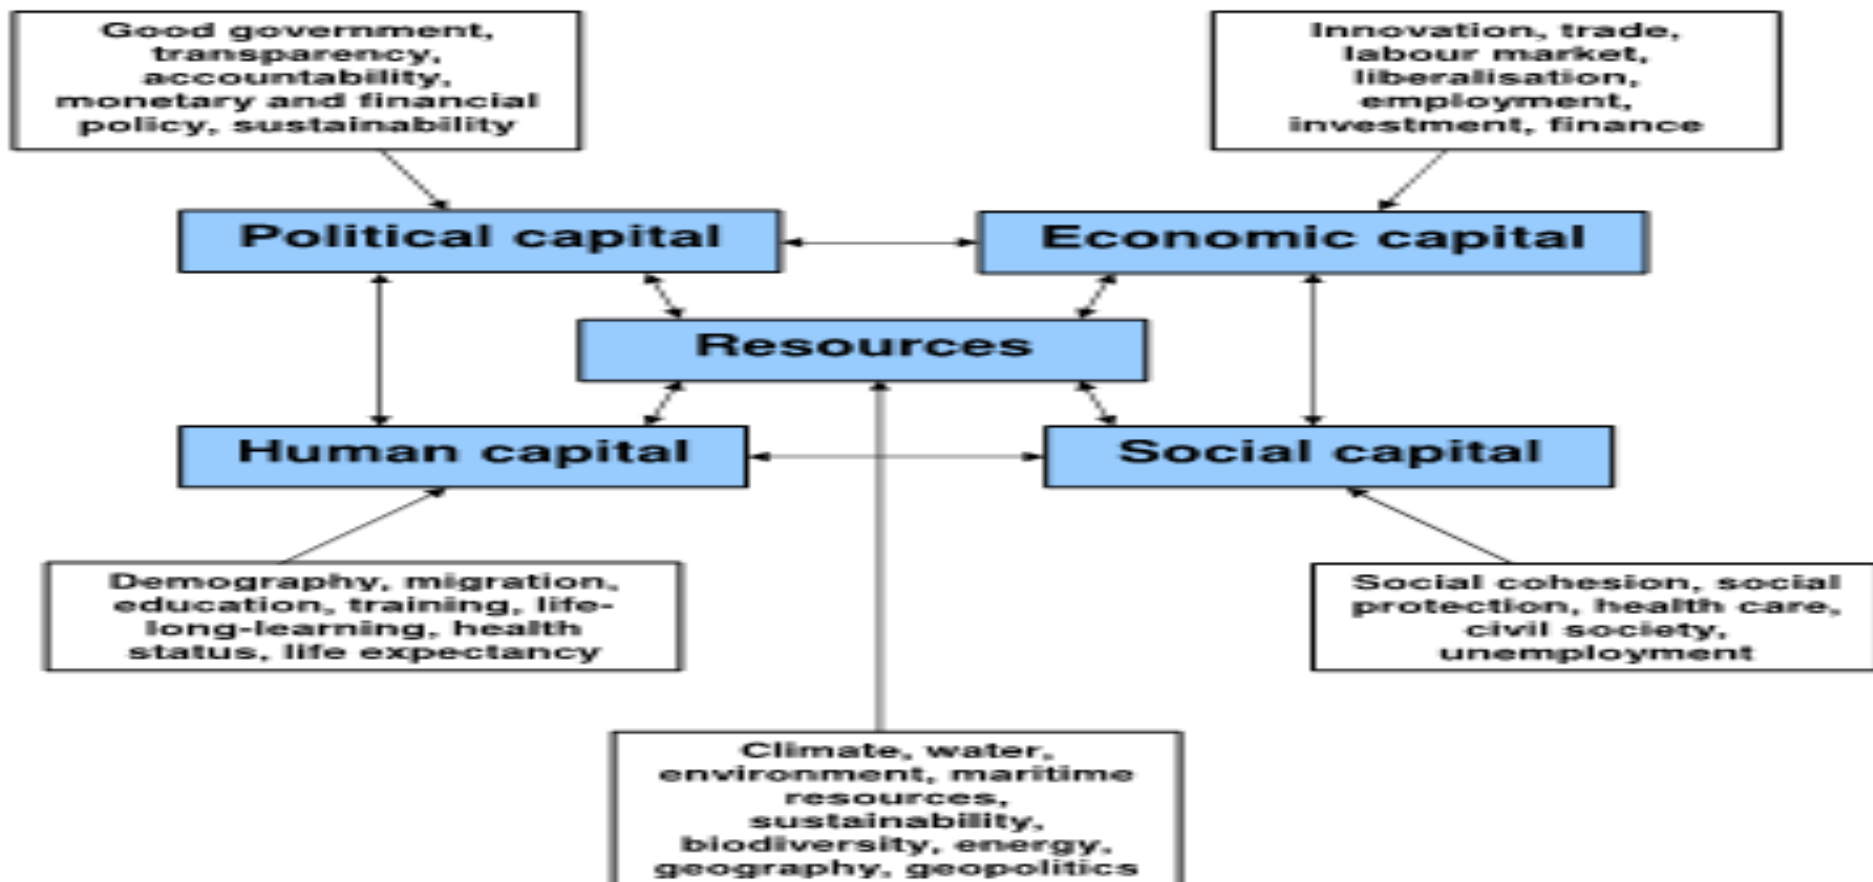 Good government,
transparency,
accountability,
monetary and financial
policy, sustainability
Innovation, trade,
labour market,
liberalisation,
employment,
investment, finance
Political capital
Economic capital
Resources
Human capital
Social capital
Demography, migration,
education, training, life-
long-learning, health
status, life expectancy
Social cohesion, social
protection, health care,
civil society,
unemployment
Climate, water,
environment, maritime
resources,
sustainability,
biodiversity, energy,
geography, geopolitics